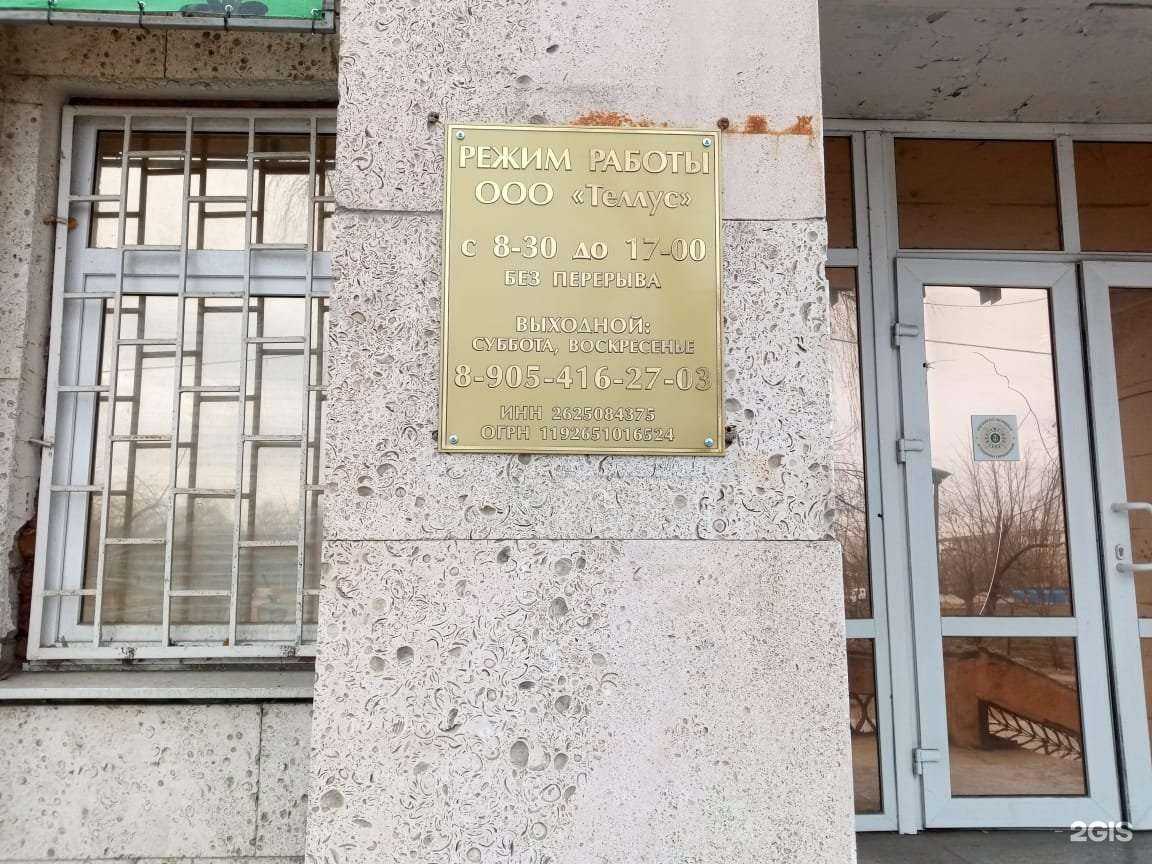 РЕЖИМ РАБОТЫ
ООО «Теллус»
с 8-30 до 17-00
БЕЗ ПЕРЕРЫВА
ВЫХОДНОЙ:
СУББОТА, ВОСКРЕСЕНЬЕ
8-905-416-27-03
ИНН 2625084375
ОГРН 1192651016524
2GIS